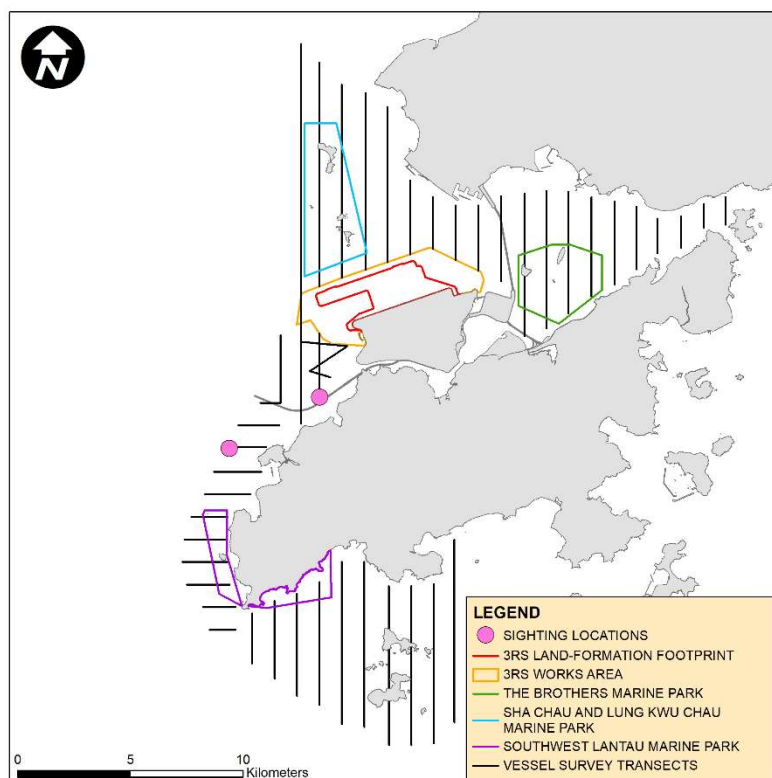 N
LEGEND
SIGHTING LOCATIONS
3RS LAND-FORMATION FOOTPRINT
3RS WORKS AREA
THE BROTHERS MARINE PARK
SHA CHAU AND LUNG KWU CHAU
MARINE PARK
SOUTHWEST LANTAU MARINE PARK
VESSEL SURVEY TRANSECTS
0 5 10
Kilometers